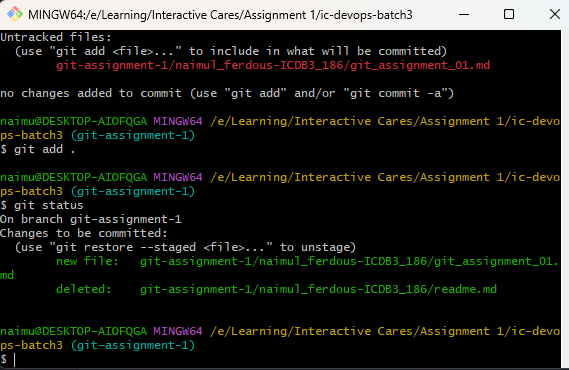 MINGW64:/e/Learning/Interactive Cares/Assignment 1/ic-devops-batch3
Untracked files:
  (use "git add <file>..." to include in what will be committed)
        git-assignment-1/naimul_ferdous-ICDB3_186/git_assignment_01.md
no changes added to commit (use "git add" and/or "git commit -a")
naimu@DESKTOP-AIOFQGA MINGW64 /e/Learning/Interactive Cares/Assignment 1/ic-devo
ps-batch3 (git-assignment-1)
$ git add .
naimu@DESKTOP-AIOFQGA MINGW64 /e/Learning/Interactive Cares/Assignment 1/ic-devo
ps-batch3 (git-assignment-1)
$ git status
On branch git-assignment-1
Changes to be committed:
  (use "git restore --staged <file>..." to unstage)
        new file:   git-assignment-1/naimul_ferdous-ICDB3_186/git_assignment_01.
md
        deleted:    git-assignment-1/naimul_ferdous-ICDB3_186/readme.md
naimu@DESKTOP-AIOFQGA MINGW64 /e/Learning/Interactive Cares/Assignment 1/ic-devo
ps-batch3 (git-assignment-1)
$